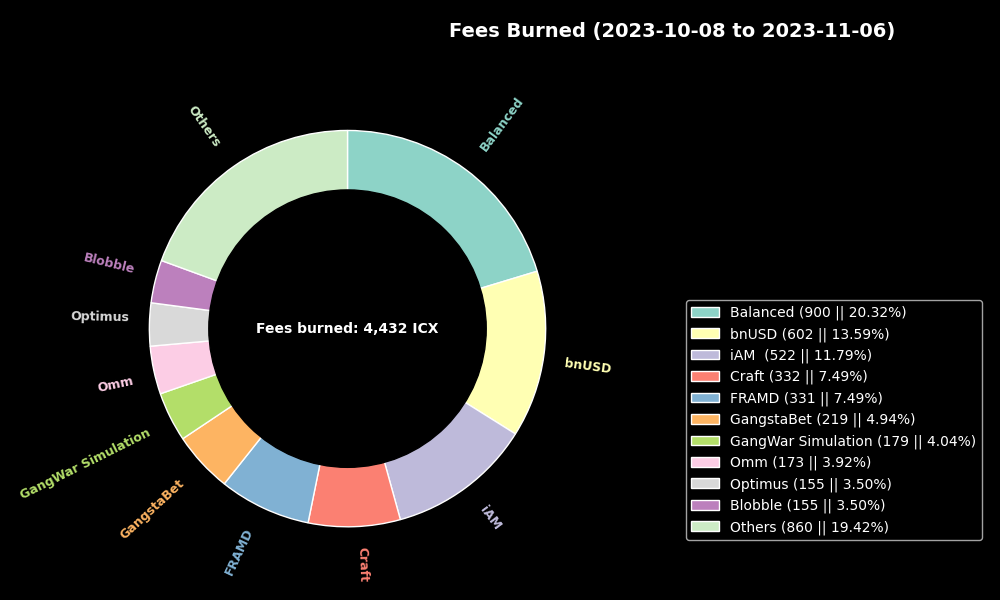 Fees Burned (2023-10-08 to 2023-11-06)
Balanced
Others
Blobble
Optimus
Fees burned: 4,432 ICX
bnUSD
Omm
GangWar Simulation
GangstaBet
FRAMD
Craft
iAM
Balanced (900 || 20.32%)
bnUSD (602 || 13.59%)
iAM  (522 || 11.79%)
Craft (332 || 7.49%)
FRAMD (331 || 7.49%)
GangstaBet (219 || 4.94%)
GangWar Simulation (179 || 4.04%)
Omm (173 || 3.92%)
Optimus (155 || 3.50%)
Blobble (155 || 3.50%)
Others (860 || 19.42%)